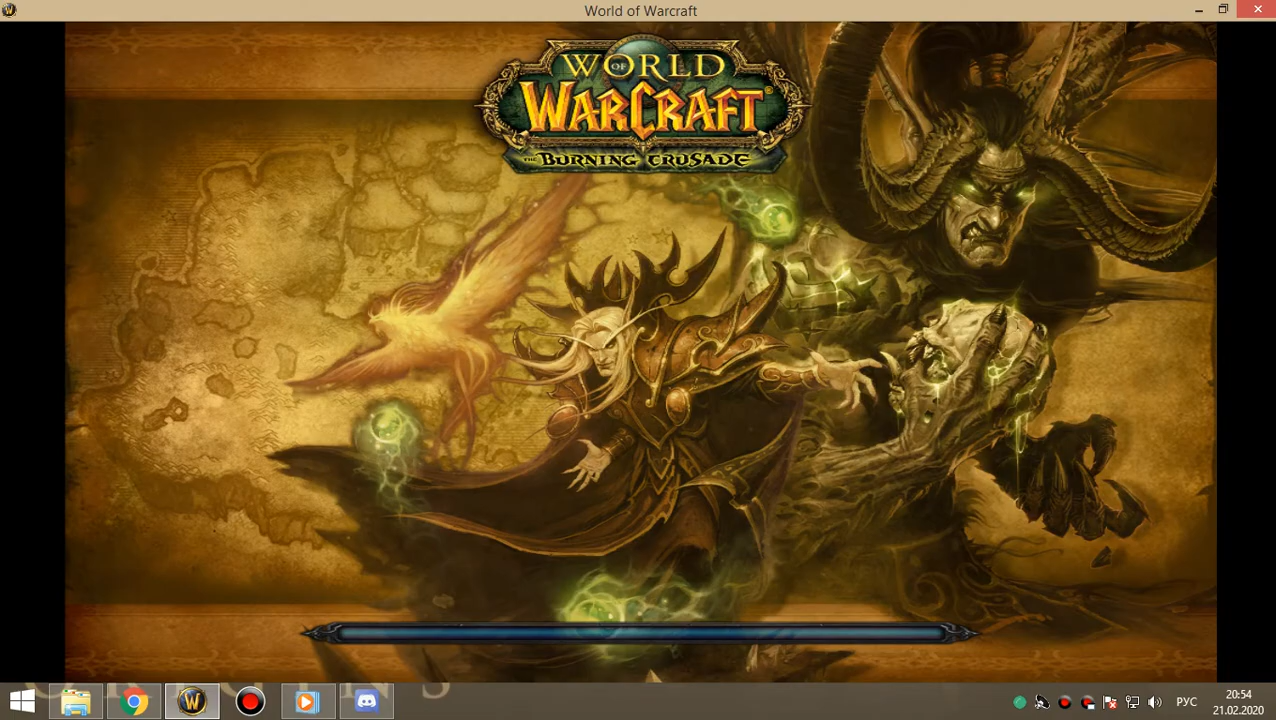 World of Warcraft
WORLD
OF
WARCRAFT®
THE BURNING CRUSADE
W
РУС
20:54
21.02.2020